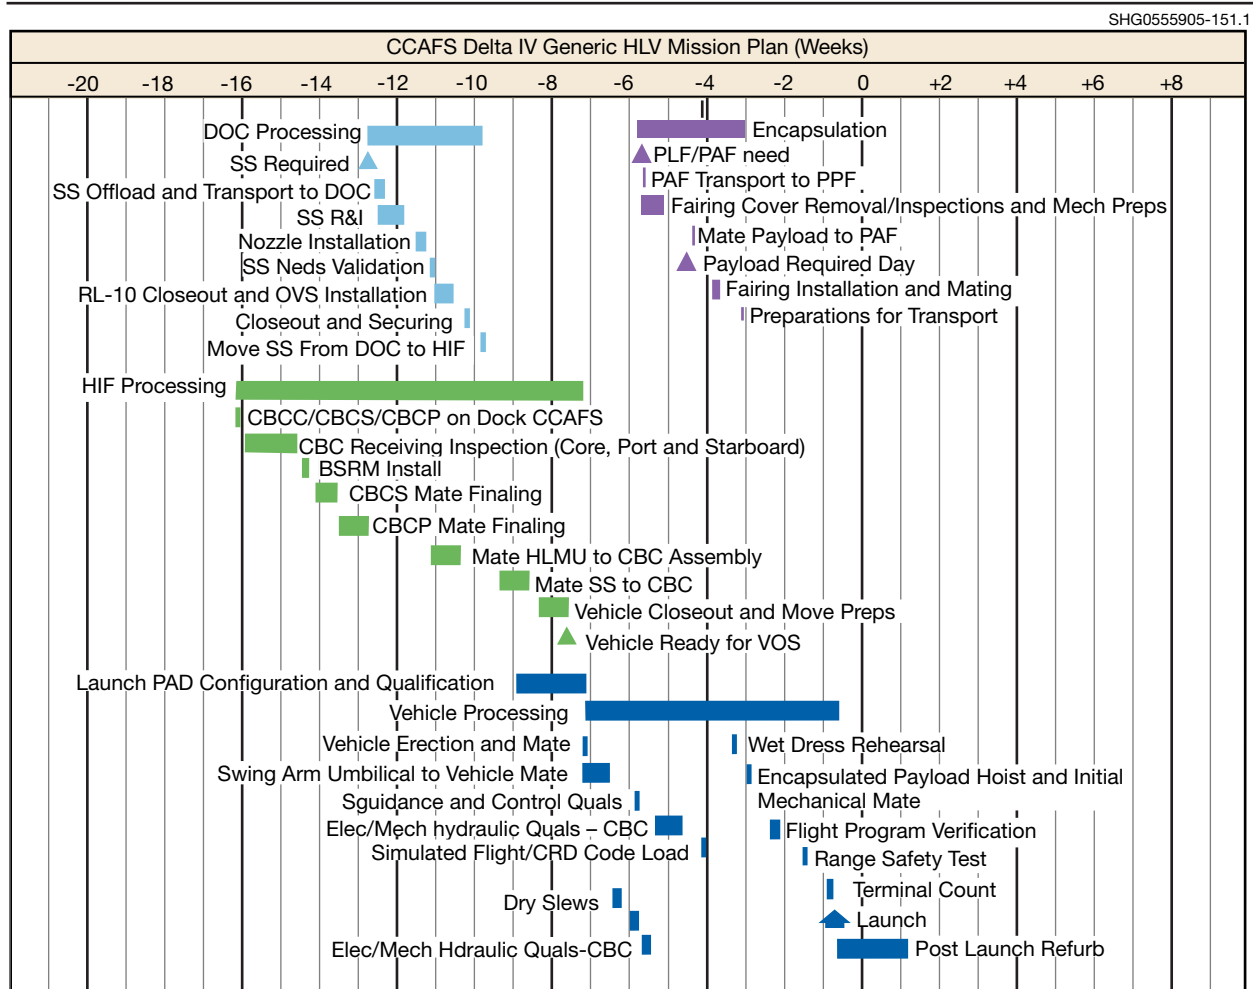 SHG0555905-151.1
CCAFS Delta IV Generic HLV Mission Plan (Weeks)
-20 -18 -16 -14 -12 -10 -8 -6 -4 -2 0 +2 +4 +6 +8
DOC Processing
SS Required
SS Offload and Transport to DOC
SS R&I
Nozzle Installation
SS Neds Validation
RL-10 Closeout and OVS Installation
Closeout and Securing
Move SS From DOC to HIF
Encapsulation
PLF/PAF need
PAF Transport to PPF
Fairing Cover Removal/Inspections and Mech Preps
Mate Payload to PAF
Payload Required Day
Fairing Installation and Mating
Preparations for Transport
HIF Processing
CBCC/CBCS/CBCP on Dock CCAFS
CBC Receiving Inspection (Core, Port and Starboard)
BSRM Install
CBCS Mate Finaling
CBCP Mate Finaling
Mate HLMU to CBC Assembly
Mate SS to CBC
Vehicle Closeout and Move Preps
Vehicle Ready for VOS
Launch PAD Configuration and Qualification
Vehicle Processing
Vehicle Erection and Mate
Swing Arm Umbilical to Vehicle Mate
Sguidance and Control Quals
Elec/Mech hydraulic Quals – CBC
Simulated Flight/CRD Code Load
Dry Slews
Elec/Mech Hdraulic Quals-CBC
Wet Dress Rehearsal
Encapsulated Payload Hoist and Initial
Mechanical Mate
Flight Program Verification
Range Safety Test
Terminal Count
Launch
Post Launch Refurb